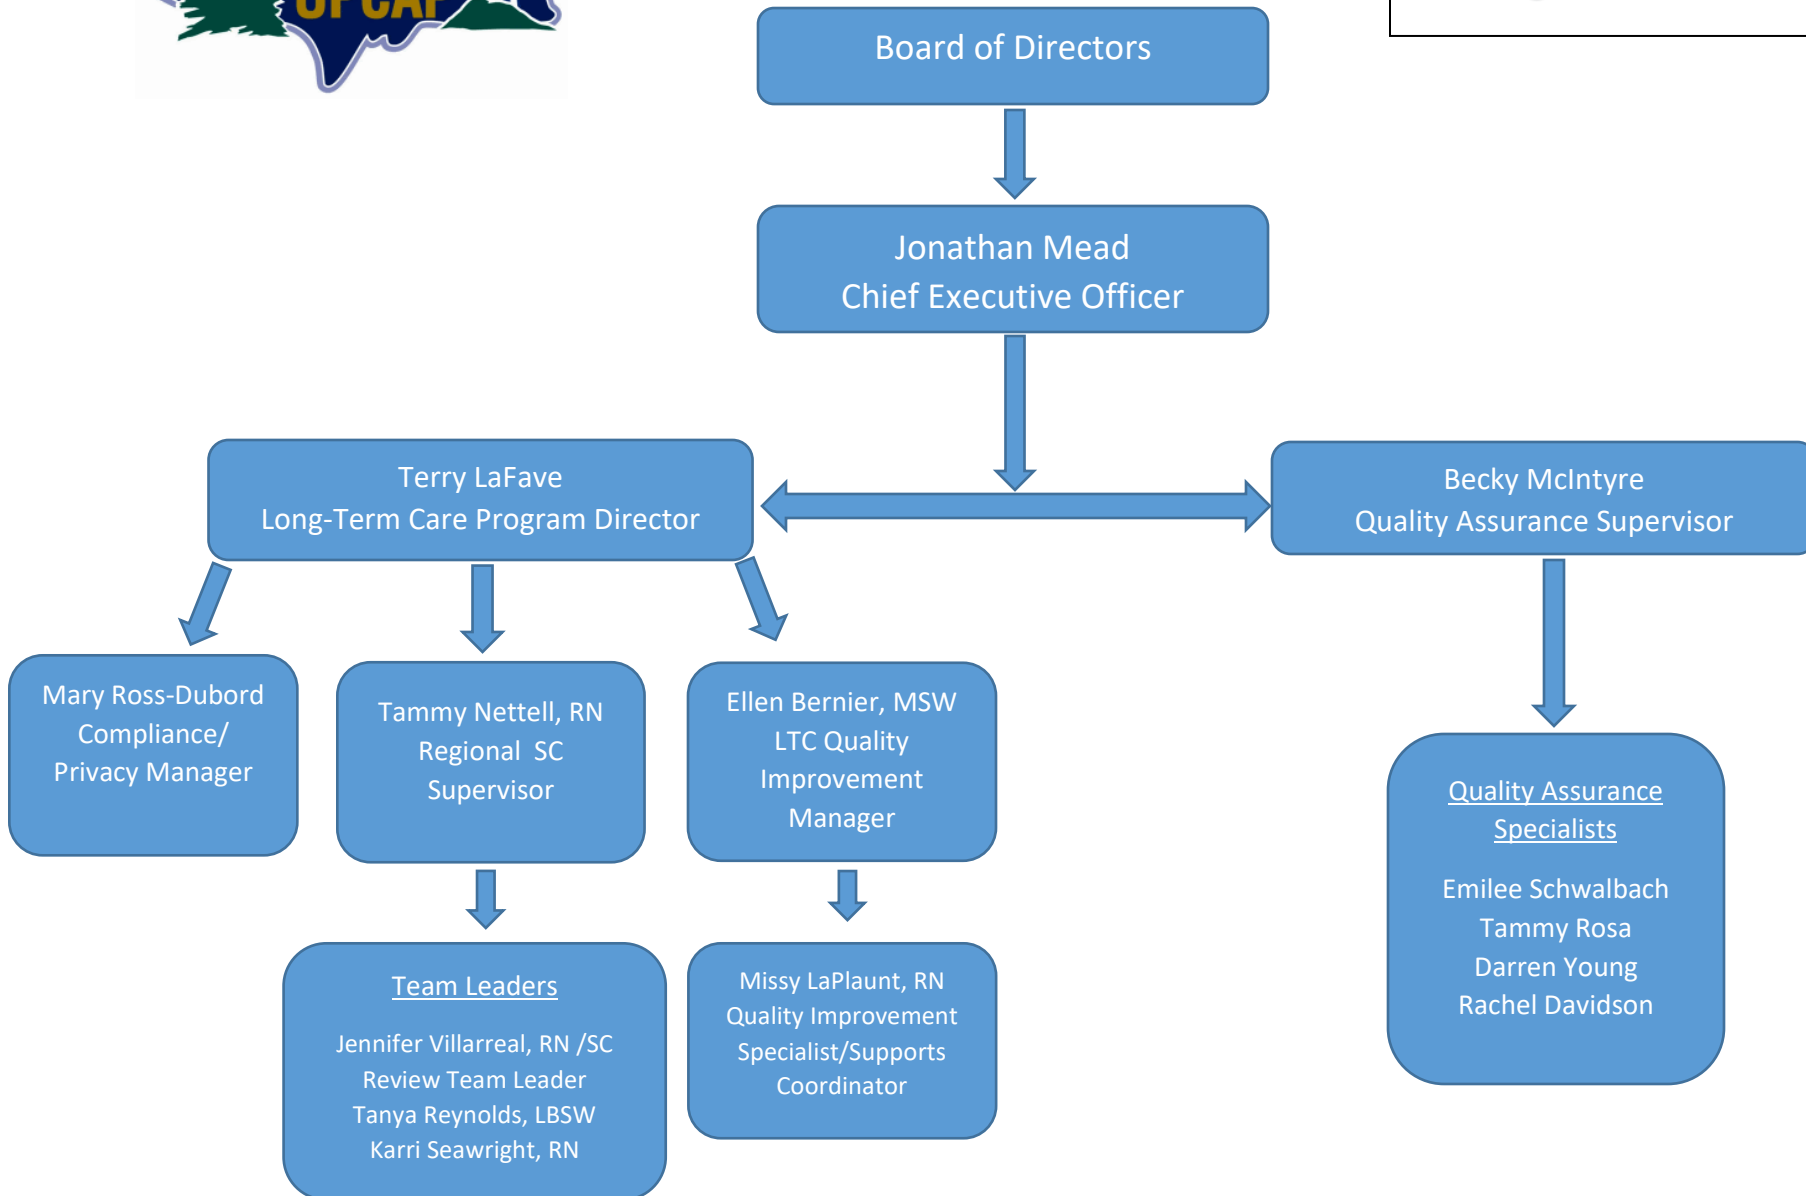 UPCAP
Board of Directors
Jonathan Mead
Chief Executive Officer
Terry LaFave
Long-Term Care Program Director
Becky McIntyre
Quality Assurance Supervisor
Mary Ross-Dubord
Compliance/
Privacy Manager
Tammy Nettell, RN
Regional  SC
Supervisor
Ellen Bernier, MSW
LTC Quality
Improvement
Manager
Quality Assurance
Specialists
Emilee Schwalbach
Tammy Rosa
Darren Young
Rachel Davidson
Team Leaders
Jennifer Villarreal, RN /SC
Review Team Leader
Tanya Reynolds, LBSW
Karri Seawright, RN
Missy LaPlaunt, RN
Quality Improvement
Specialist/Supports
Coordinator